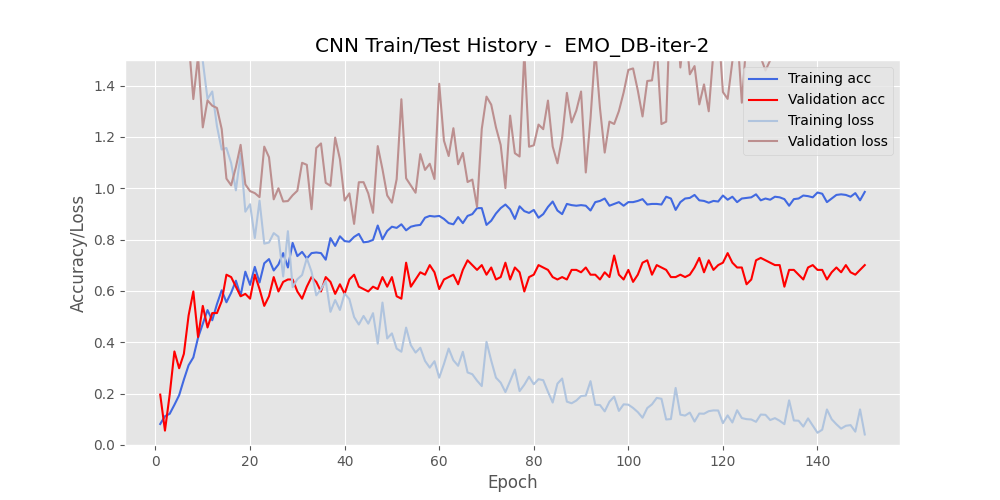 CNN Train/Test History -  EMO_DB-iter-2
Training acc
Validation acc
Training loss
Validation loss
Accuracy/Loss
1.4
1.2
1.0
0.8
0.6
0.4
0.2
0.0
0 20 40 60 80 100 120 140
Epoch